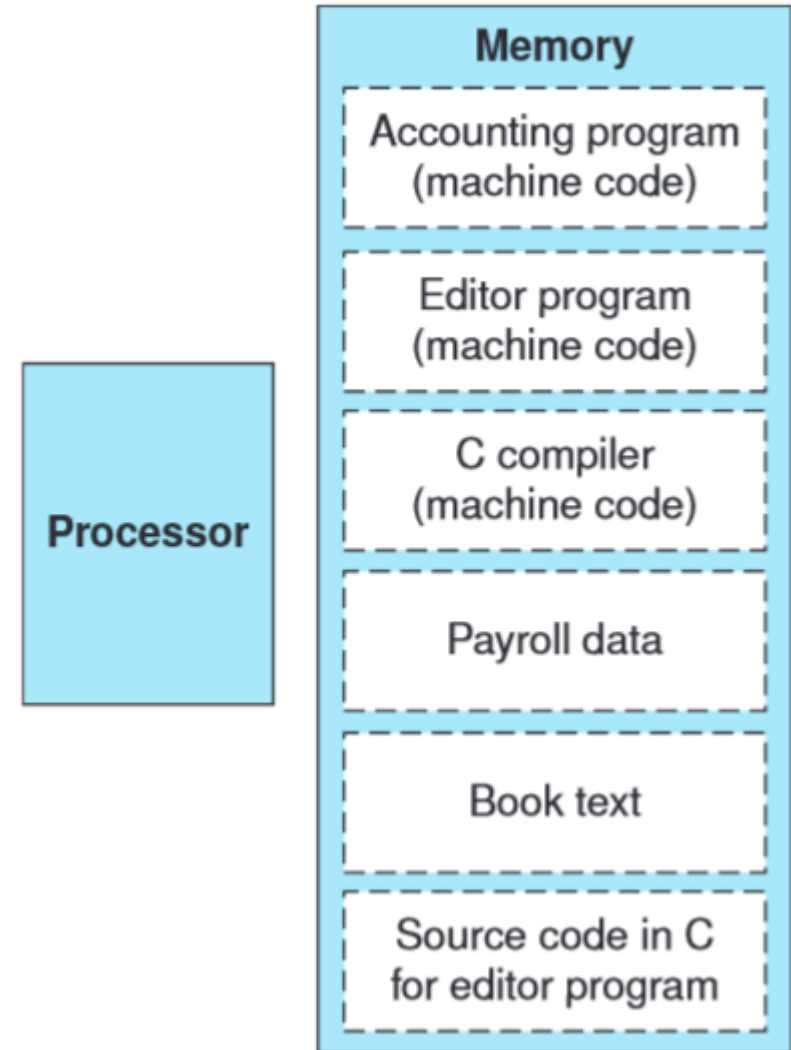 Memory
Accounting program
(machine code)
Editor program
(machine code)
C compiler
(machine code)
Processor
Payroll data
Book text
Source code in C
for editor program